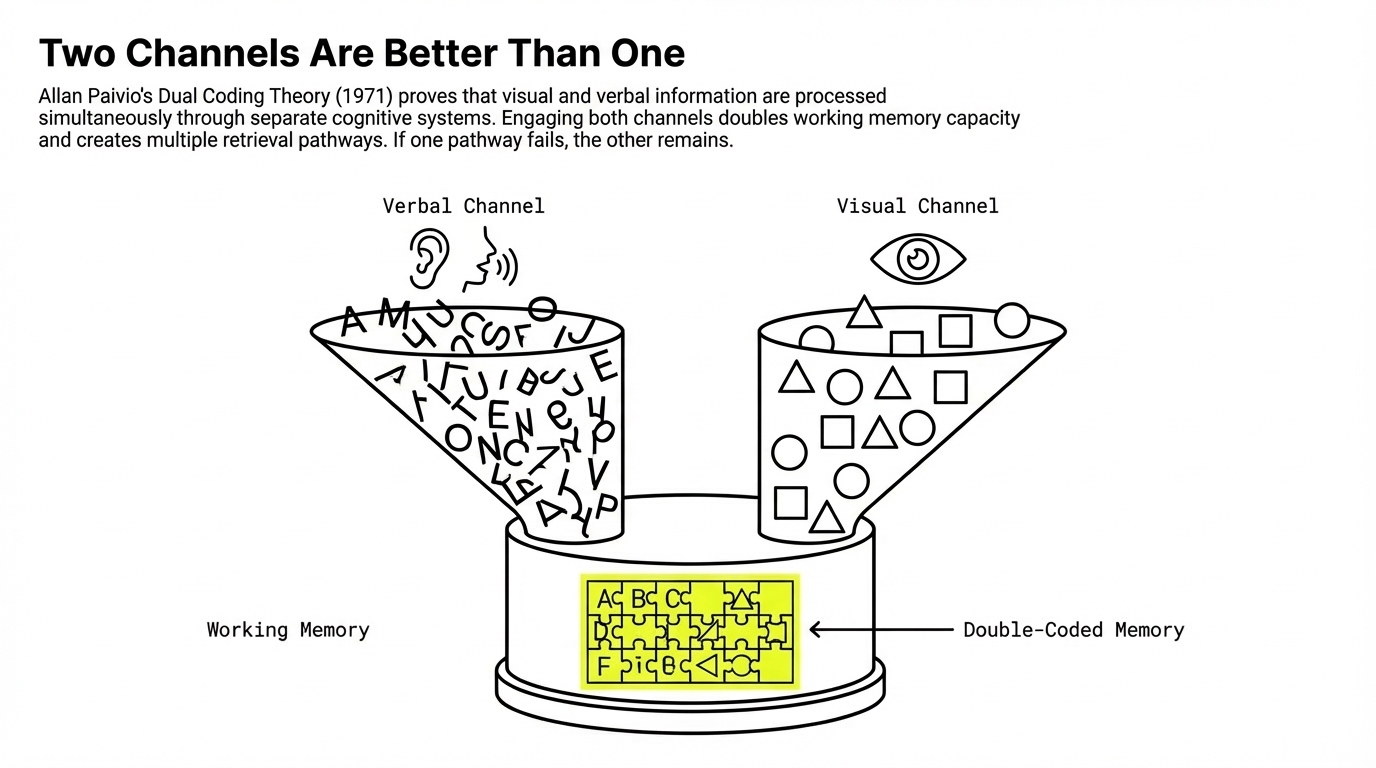 Two Channels Are Better Than One
Allan Paivio's Dual Coding Theory (1971) proves that visual and verbal information are processed
simultaneously through separate cognitive systems. Engaging both channels doubles working memory capacity
and creates multiple retrieval pathways. If one pathway fails, the other remains.
Verbal Channel
Visual Channel
Working Memory
Double-Coded Memory
A B C
F i B